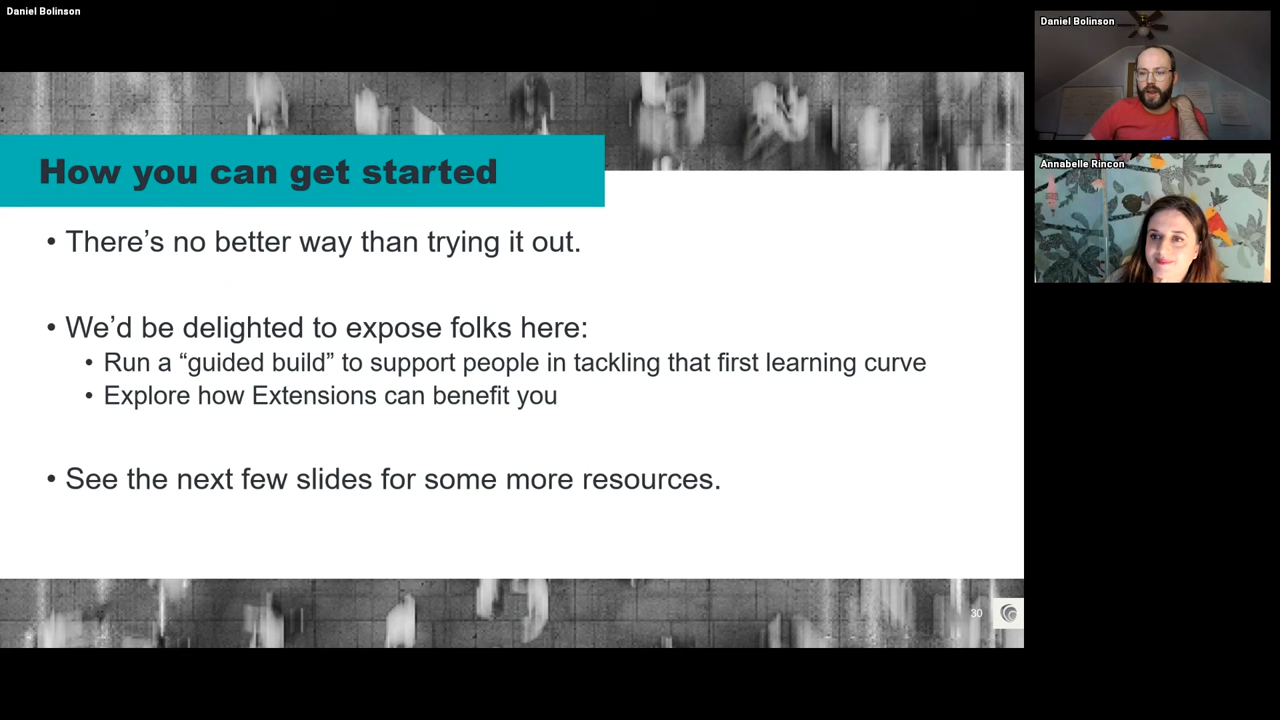 Daniel Bolinson
How you can get started
• There’s no better way than trying it out.
• We’d be delighted to expose folks here:
• Run a “guided build” to support people in tackling that first learning curve
• Explore how Extensions can benefit you
• See the next few slides for some more resources.
30
Daniel Bolinson
Annabelle Rincon